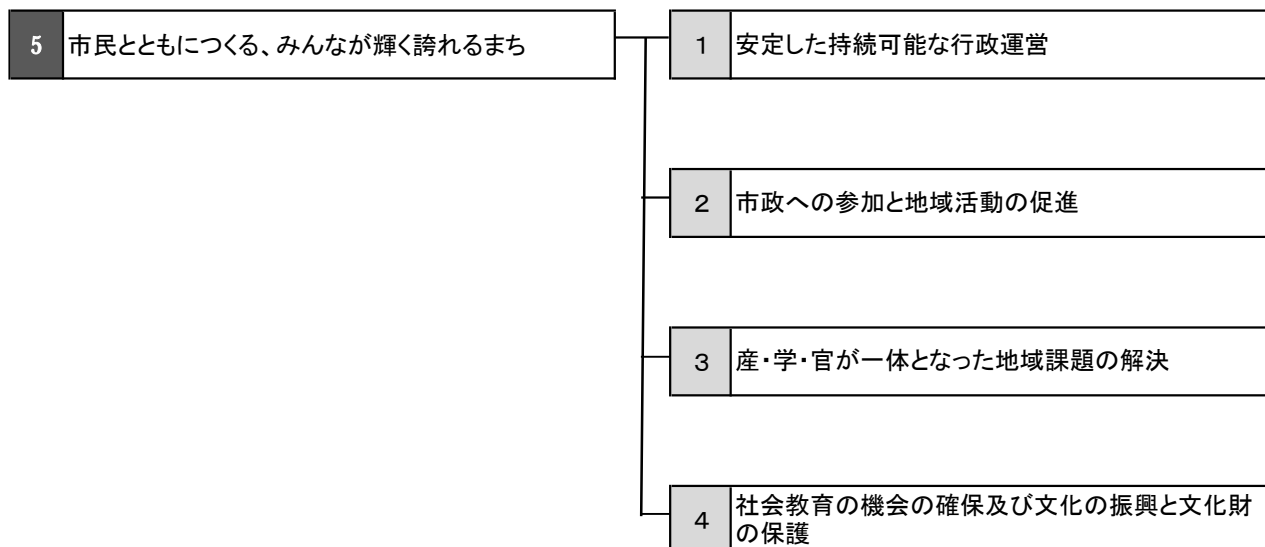 5 市民とともにつくる、みんなが輝く誇れるまち
1 安定した持続可能な行政運営
2 市政への参加と地域活動の促進
3 産・学・官が一体となった地域課題の解決
4 社会教育の機会の確保及び文化の振興と文化財
の保護